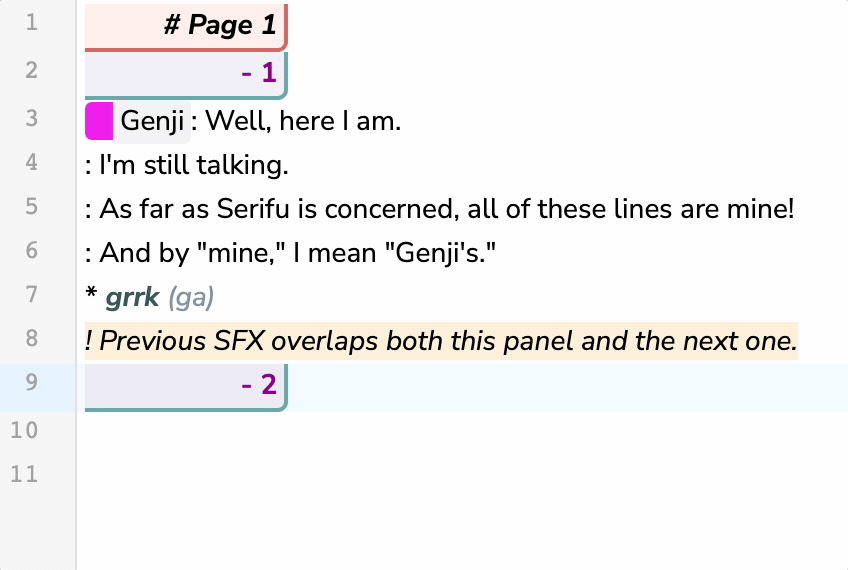 1 # Page 1
2 - 1
3 Genji : Well, here I am.
4 : I'm still talking.
5 : As far as Serifu is concerned, all of these lines are mine!
6 : And by "mine," I mean "Genji's."
7 * grrk (ga)
8 ! Previous SFX overlaps both this panel and the next one.
9 - 2
10
11